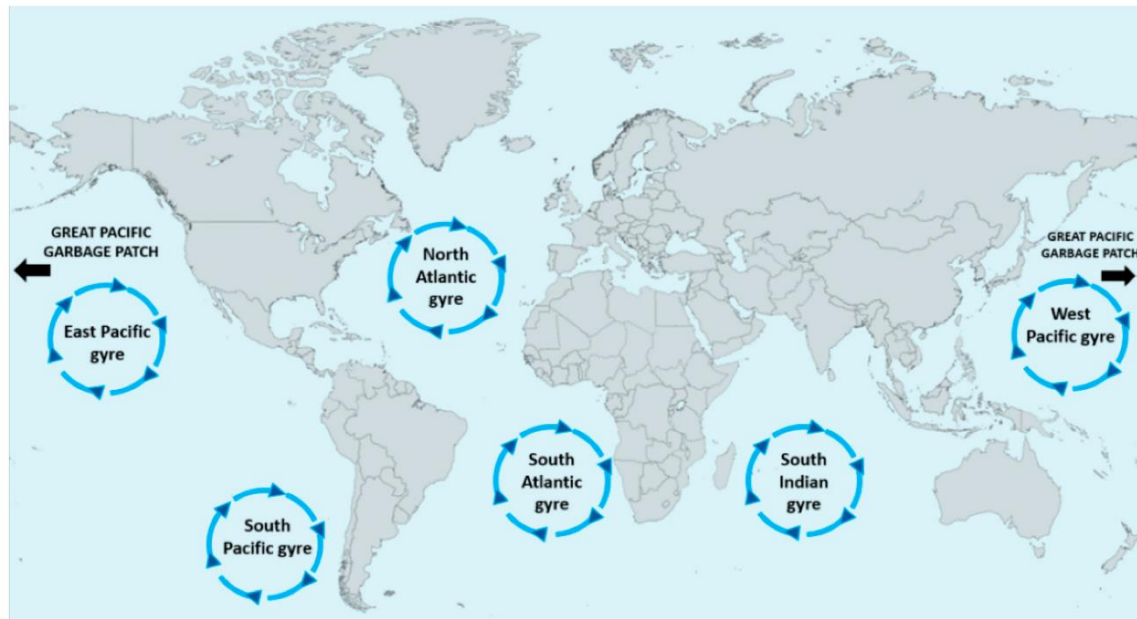 GREAT PACIFIC
GARBAGE PATCH
East Pacific
gyre
North
Atlantic
gyre
GREAT PACIFIC
GARBAGE PATCH
West
Pacific gyre
South
Pacific gyre
South
Atlantic
gyre
South
Indian
gyre